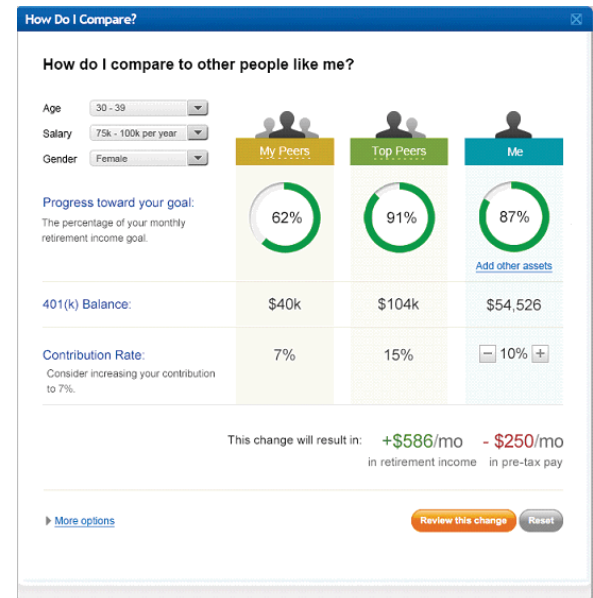 How Do I Compare?
How do I compare to other people like me?
Age 30 - 39
Salary 75k - 100k per year
Gender Female
My Peers Top Peers Me
Progress toward your goal:
The percentage of your monthly
retirement income goal.
62% 91% 87%
Add other assets
401(k) Balance: $40k $104k $54,526
Contribution Rate: 7% 15% − 10% +
Consider increasing your contribution
to 7%.
This change will result in: +$586/mo - $250/mo
in retirement income in pre-tax pay
More options Review this change Reset